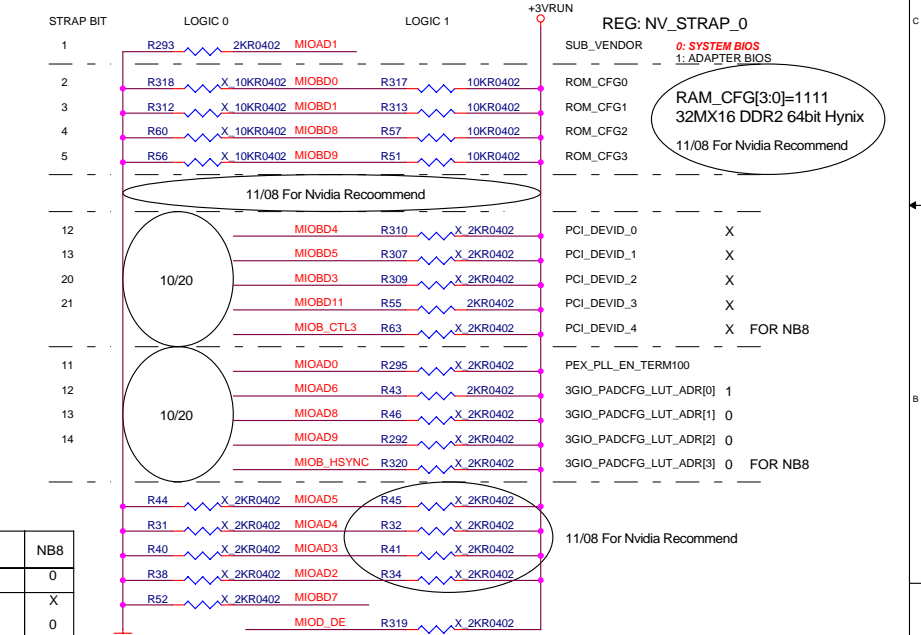 +3VRUN
STRAP BIT LOGIC 0 LOGIC 1 REG: NV_STRAP_0
C
1 R293 2KR0402 MIOAD1 SUB_VENDOR 0: SYSTEM BIOS
1: ADAPTER BIOS
2 R318 X_10KR0402 MIOBD0 R317 10KR0402 ROM_CFG0
3 R312 X_10KR0402 MIOBD1 R313 10KR0402 ROM_CFG1
4 R60 X_10KR0402 MIOBD8 R57 10KR0402 ROM_CFG2
5 R56 X_10KR0402 MIOBD9 R51 10KR0402 ROM_CFG3
RAM_CFG[3:0]=1111
32MX16 DDR2 64bit Hynix
11/08 For Nvidia Recommend
11/08 For Nvidia Recoommend
12 MIOBD4 R310 X_2KR0402 PCI_DEVID_0 X
13 MIOBD5 R307 X_2KR0402 PCI_DEVID_1 X
20 MIOBD3 R309 X_2KR0402 PCI_DEVID_2 X
21 MIOBD11 R55 2KR0402 PCI_DEVID_3 X
MIOB_CTL3 R63 X_2KR0402 PCI_DEVID_4 X FOR NB8
10/20
11 MIOAD0 R295 X_2KR0402 PEX_PLL_EN_TERM100
12 MIOAD6 R43 2KR0402 3GIO_PADCFG_LUT_ADR[0] 1
13 MIOAD8 R46 X_2KR0402 3GIO_PADCFG_LUT_ADR[1] 0
14 MIOAD9 R292 X_2KR0402 3GIO_PADCFG_LUT_ADR[2] 0
MIOB_HSYNC R320 X_2KR0402 3GIO_PADCFG_LUT_ADR[3] 0 FOR NB8
10/20
B
R44 X_2KR0402 MIOAD5 R45 X_2KR0402
R31 X_2KR0402 MIOAD4 R32 X_2KR0402
R40 X_2KR0402 MIOAD3 R41 X_2KR0402
R38 X_2KR0402 MIOAD2 R34 X_2KR0402
11/08 For Nvidia Recommend
R52 X_2KR0402 MIOBD7
MIOD_DE R319 X_2KR0402
NB8
0
X
0